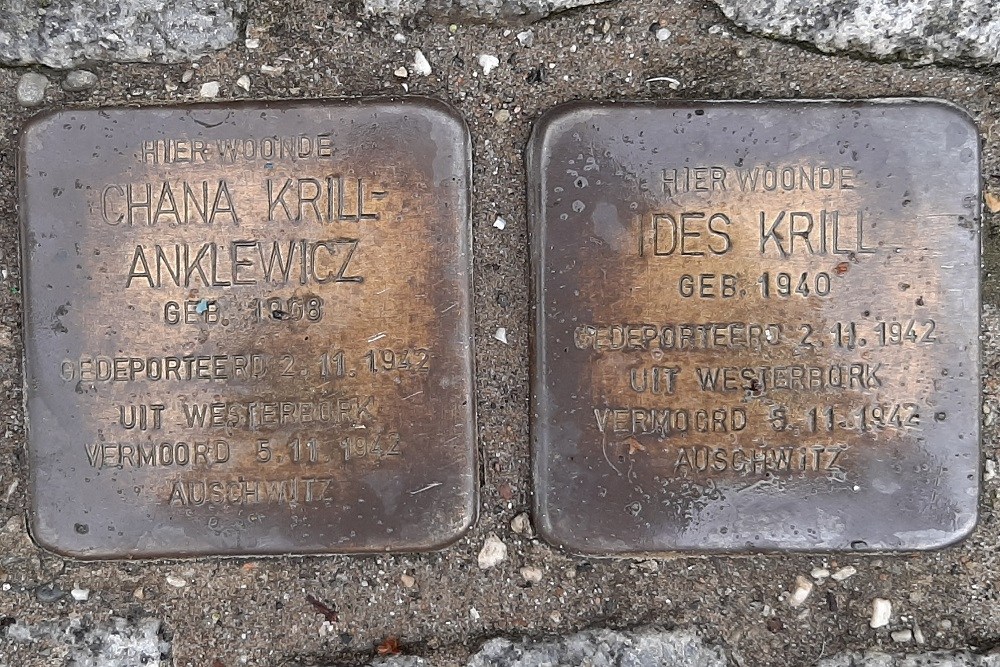 HIER WOONDE
CHANA KRILL-
ANKLEWICZ
GEB. 1908
GEDEPORTEERD 2.11.1942
UIT WESTERBORK
VERMOORD 5.11.1942
AUSCHWITZ
HIER WOONDE
IDES KRILL
GEB. 1940
GEDEPORTEERD 2.11.1942
UIT WESTERBORK
VERMOORD 5.11.1942
AUSCHWITZ